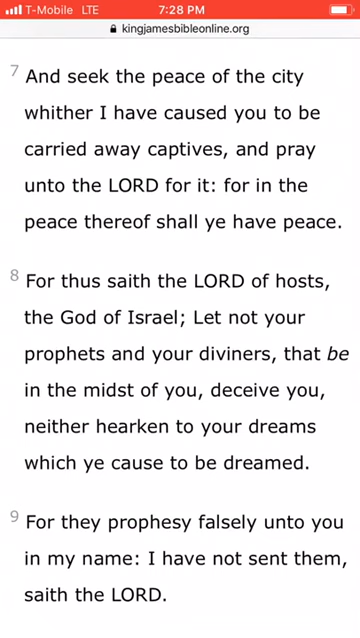 T-Mobile LTE 7:28 PM
kingjamesbibleonline.org
7 And seek the peace of the city
whither I have caused you to be
carried away captives, and pray
unto the LORD for it: for in the
peace thereof shall ye have peace.
8 For thus saith the LORD of hosts,
the God of Israel; Let not your
prophets and your diviners, that be
in the midst of you, deceive you,
neither hearken to your dreams
which ye cause to be dreamed.
9 For they prophesy falsely unto you
in my name: I have not sent them,
saith the LORD.